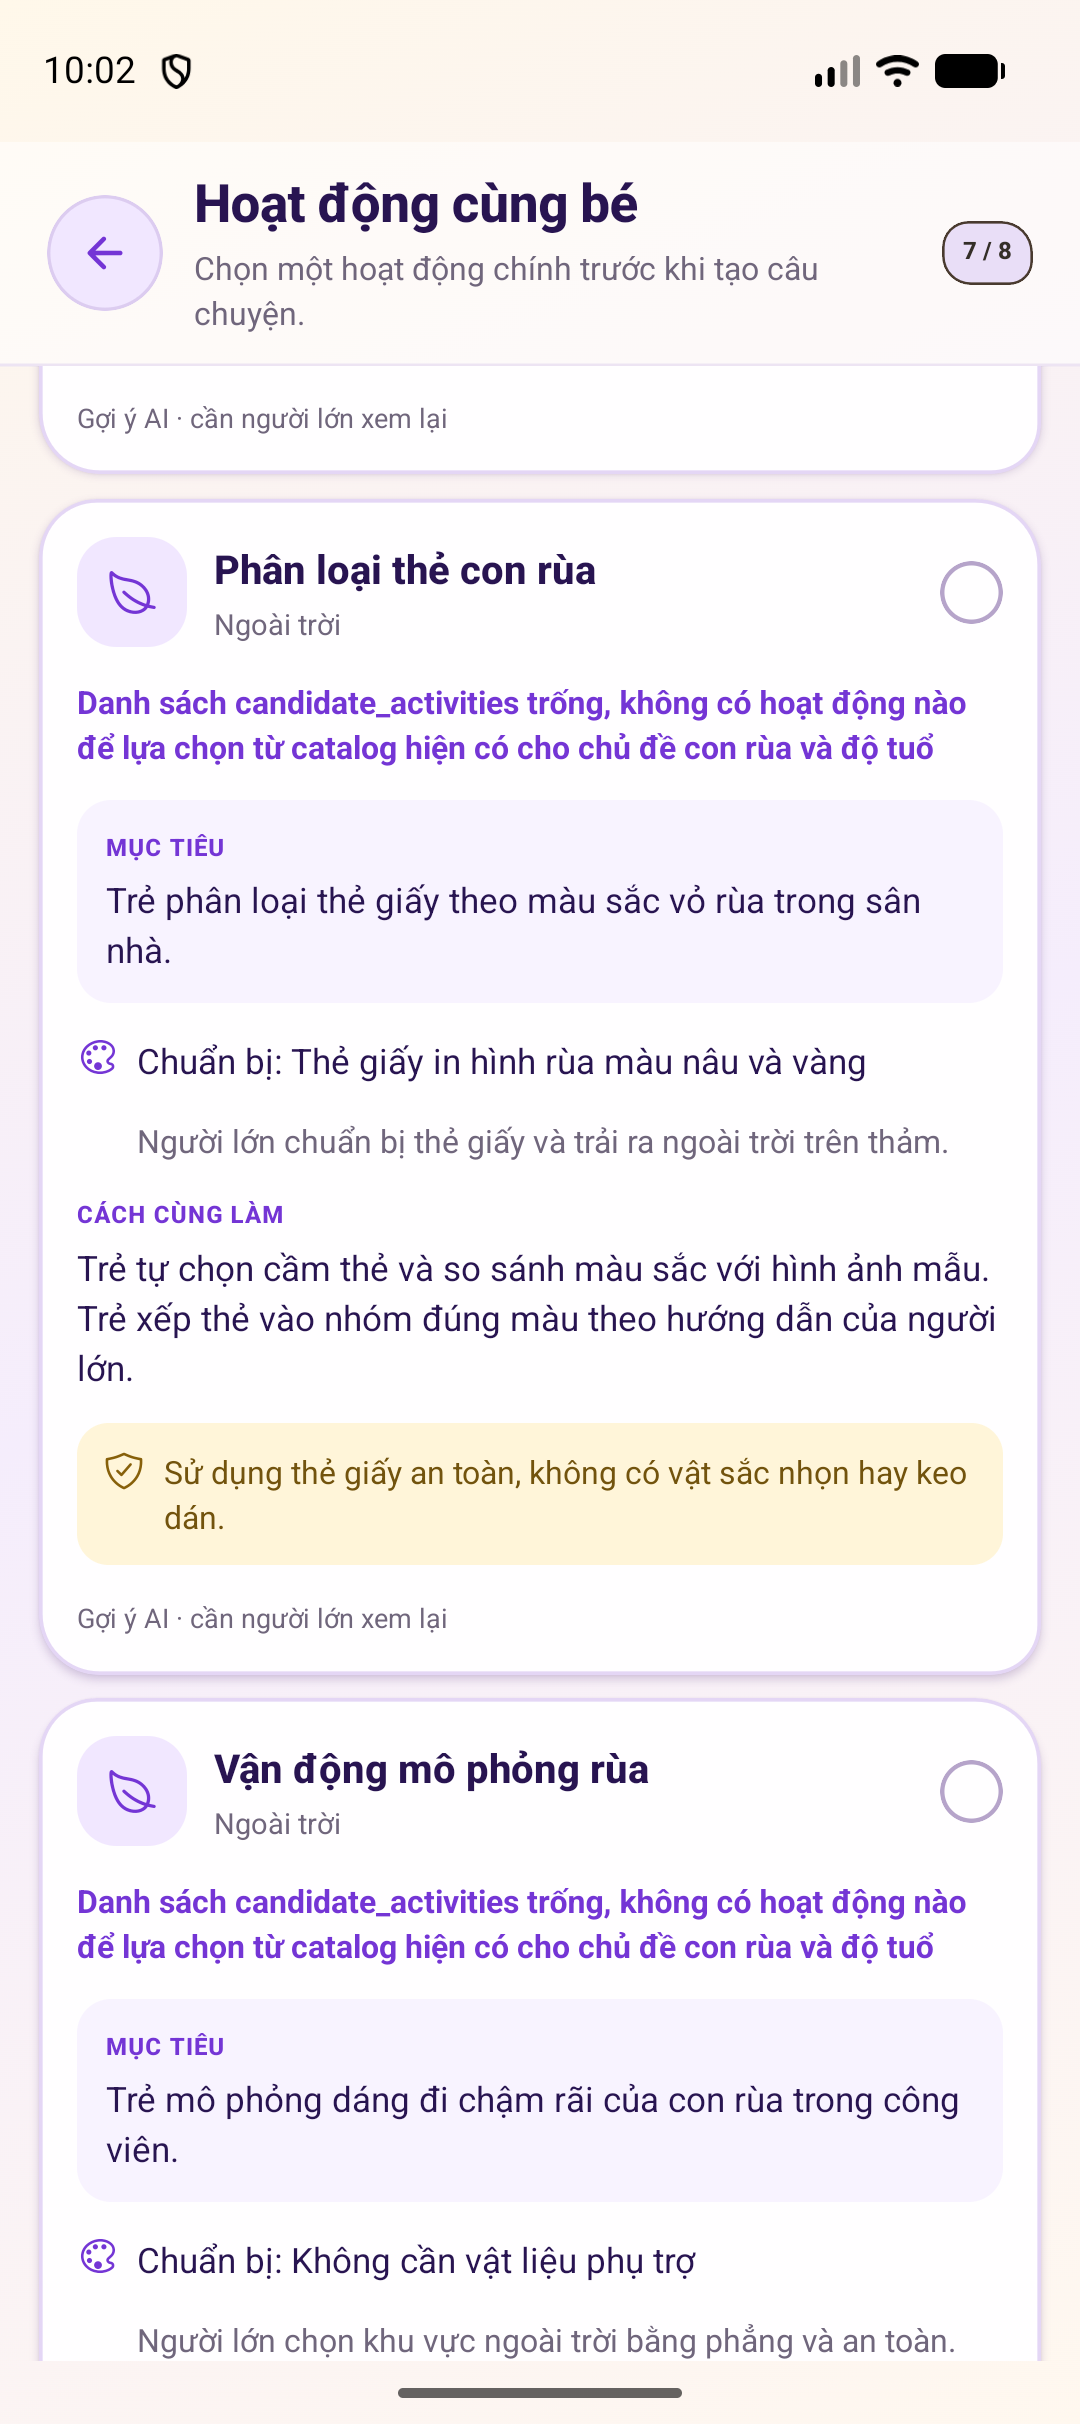 10:02
Hoạt động cùng bé
Chọn một hoạt động chính trước khi tạo câu
chuyện.
7 / 8
Gợi ý AI · cần người lớn xem lại
Phân loại thẻ con rùa
Ngoài trời
Danh sách candidate_activities trống, không có hoạt động nào
để lựa chọn từ catalog hiện có cho chủ đề con rùa và độ tuổ
MỤC TIÊU
Trẻ phân loại thẻ giấy theo màu sắc vỏ rùa trong sân
nhà.
Chuẩn bị: Thẻ giấy in hình rùa màu nâu và vàng
Người lớn chuẩn bị thẻ giấy và trải ra ngoài trời trên thảm.
CÁCH CÙNG LÀM
Trẻ tự chọn cầm thẻ và so sánh màu sắc với hình ảnh mẫu.
Trẻ xếp thẻ vào nhóm đúng màu theo hướng dẫn của người
lớn.
Sử dụng thẻ giấy an toàn, không có vật sắc nhọn hay keo
dán.
Gợi ý AI · cần người lớn xem lại
Vận động mô phỏng rùa
Ngoài trời
Danh sách candidate_activities trống, không có hoạt động nào
để lựa chọn từ catalog hiện có cho chủ đề con rùa và độ tuổ
MỤC TIÊU
Trẻ mô phỏng dáng đi chậm rãi của con rùa trong công
viên.
Chuẩn bị: Không cần vật liệu phụ trợ
Người lớn chọn khu vực ngoài trời bằng phẳng và an toàn.